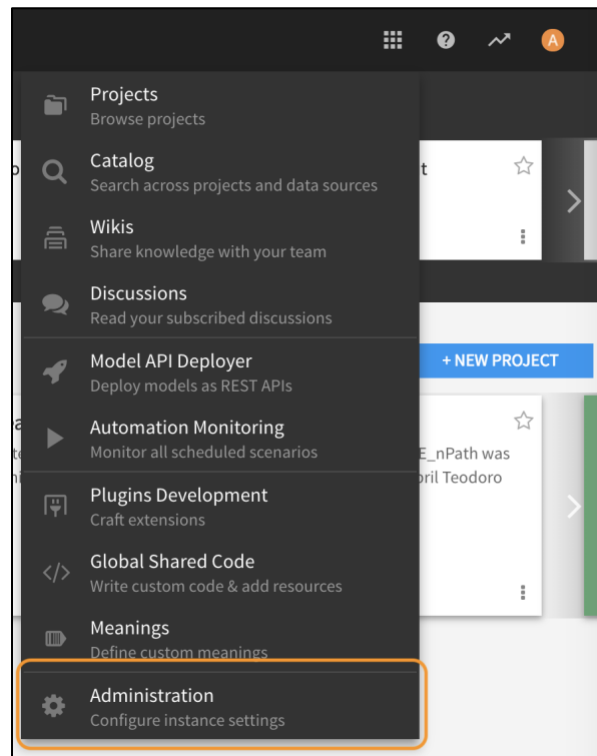 A
Projects
Browse projects
Catalog
Search across projects and data sources
t
Wikis
Share knowledge with your team
Discussions
Read your subscribed discussions
Model API Deployer
Deploy models as REST APIs
+ NEW PROJECT
Automation Monitoring
Monitor all scheduled scenarios
E_nPath was
pril Teodoro
Plugins Development
Craft extensions
Global Shared Code
Write custom code & add resources
Meanings
Define custom meanings
Administration
Configure instance settings